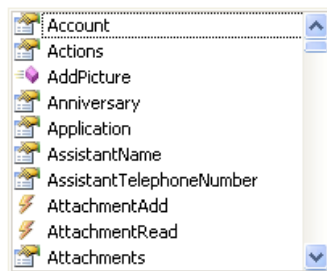 Account
Actions
AddPicture
Anniversary
Application
AssistantName
AssistantTelephoneNumber
AttachmentAdd
AttachmentRead
Attachments